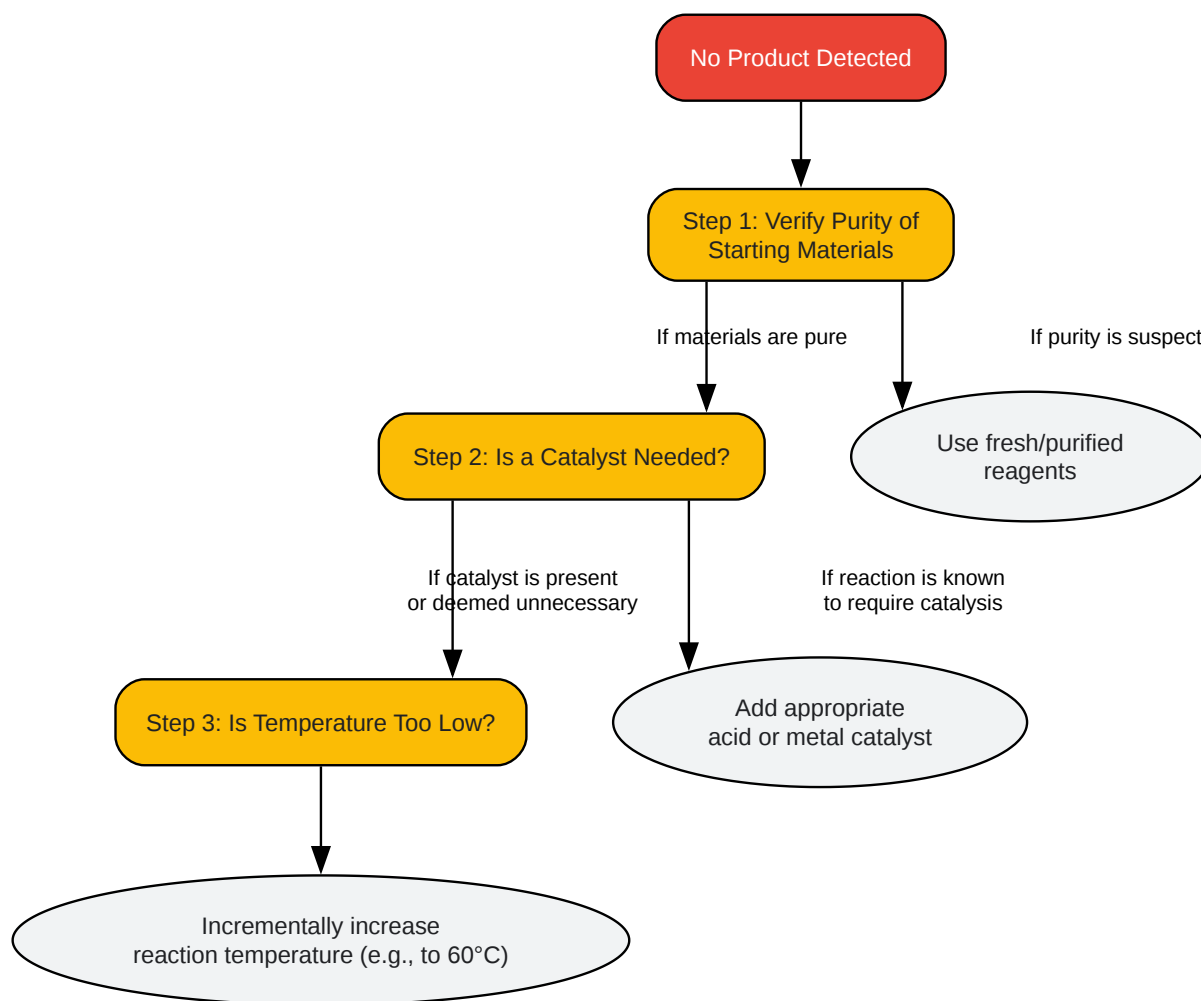 No Product Detected
Step 1: Verify Purity of
Starting Materials
If materials are pure
If purity is suspect
Step 2: Is a Catalyst Needed?
Use fresh/purified
reagents
If catalyst is present
or deemed unnecessary
If reaction is known
to require catalysis
Step 3: Is Temperature Too Low?
Add appropriate
acid or metal catalyst
Incrementally increase
reaction temperature (e.g., to 60°C)